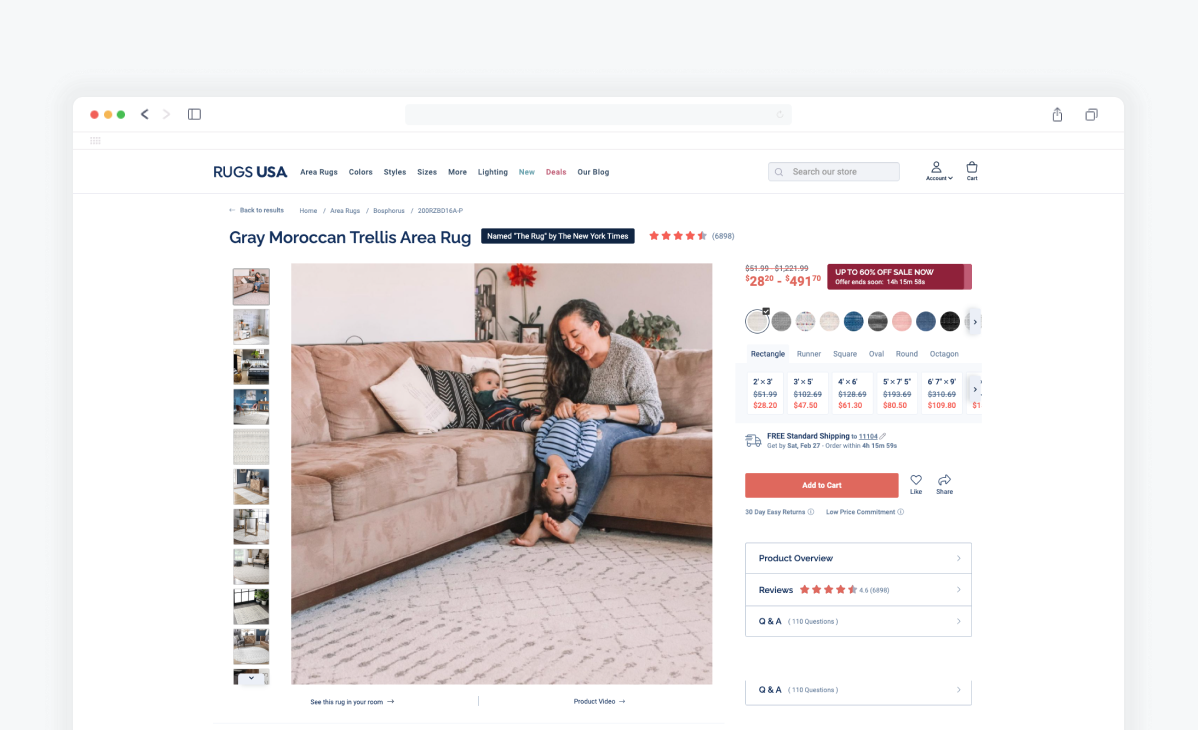 RUGS USA
Area Rugs Colors Styles Sizes More Lighting New Deals Our Blog
Search our store
Account
Cart
← Back to results
Home / Area Rugs / Bosphorus / 200RZBD16A-P
Gray Moroccan Trellis Area Rug
Named "The Rug" by The New York Times
(6898)
$51.99 - $1,221.99
$28.20 - $491.70
UP TO 60% OFF SALE NOW
Offer ends soon: 14h 15m 58s
Rectangle Runner Square Oval Round Octagon
2' × 3' 3' × 5' 4' × 6' 5' × 7' 5" 6' 7" × 9'
$51.99 $102.69 $128.69 $193.69 $310.69
$28.20 $47.50 $61.30 $80.50 $109.80 $1
FREE Standard Shipping to 11104
Get by Sat, Feb 27 - Order within 4h 15m 59s
Add to Cart
Like
Share
30 Day Easy Returns
Low Price Commitment
Product Overview
Reviews 4.6 (6898)
Q & A ( 110 Questions )
Q & A ( 110 Questions )
See this rug in your room →
Product Video →